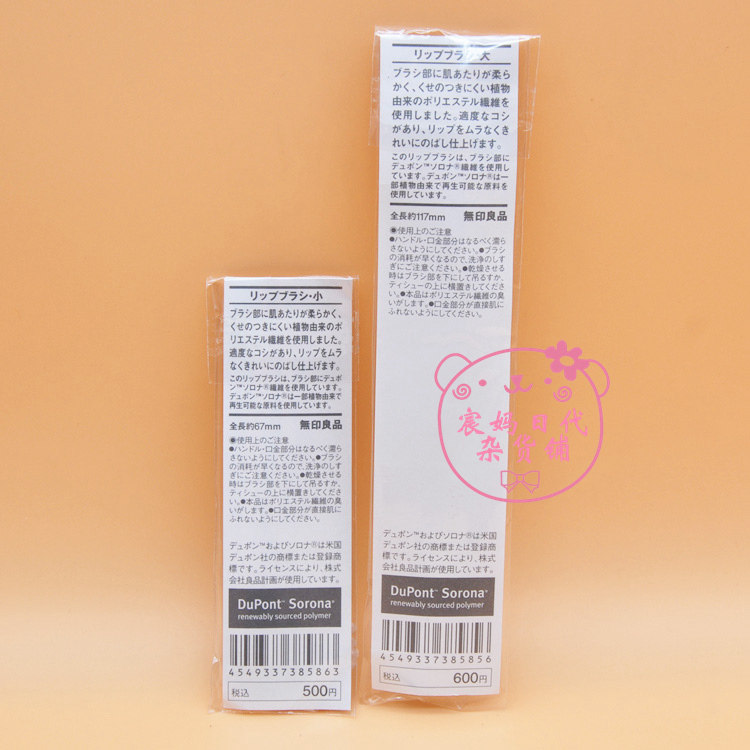 リップブラシ・小
ブラシ部に肌あたりが柔らかく、
くせのつきにくい植物由来のポ
リエステル繊維を使用しました。
適度なコシがあり、リップをムラ
なくきれいにのばし仕上げます。
このリップブラシは、ブラシ部にデュポ
ン™ソロナ®繊維を使用しています。
デュポン™ソロナ®は一部植物由来で
再生可能な原料を使用しています。
全長約67mm 無印良品
◉使用上のご注意
●ハンドル・口金部分はなるべく濡ら
さないようにしてください。●ブラシ
の消耗が早くなるので、洗浄のしす
ぎにご注意ください。●乾燥させる
時はブラシ部を下にして吊るすか、
ティシューの上に横置きしてくださ
い。●本品はポリエステル繊維の臭
いがします。●口金部分が直接肌に
ふれないようにしてください。
デュポン™およびソロナ®は米国
デュポン社の商標または登録商
標です。ライセンスにより、株式
会社良品計画が使用しています。
DuPont™ Sorona®
renewably sourced polymer
4549337385863
税込 500円
リップブラシ・大
ブラシ部に肌あたりが柔ら
かく、くせのつきにくい植物
由来のポリエステル繊維を
使用しました。適度なコシ
があり、リップをムラなくき
れいにのばし仕上げます。
このリップブラシは、ブラシ部に
デュポン™ソロナ®繊維を使用し
ています。デュポン™ソロナ®は一
部植物由来で再生可能な原料を
使用しています。
全長約117mm 無印良品
◉使用上のご注意
●ハンドル・口金部分はなるべく濡ら
さないようにしてください。●ブラシ
の消耗が早くなるので、洗浄のしす
ぎにご注意ください。●乾燥させる
時はブラシ部を下にして吊るすか、
ティシューの上に横置きしてくださ
い。●本品はポリエステル繊維の臭
いがします。●口金部分が直接肌に
ふれないようにしてください。
デュポン™およびソロナ®は米国
デュポン社の商標または登録商
標です。ライセンスにより、株式
会社良品計画が使用しています。
DuPont™ Sorona®
renewably sourced polymer
4549337385856
税込 600円
宸妈日代
杂货铺